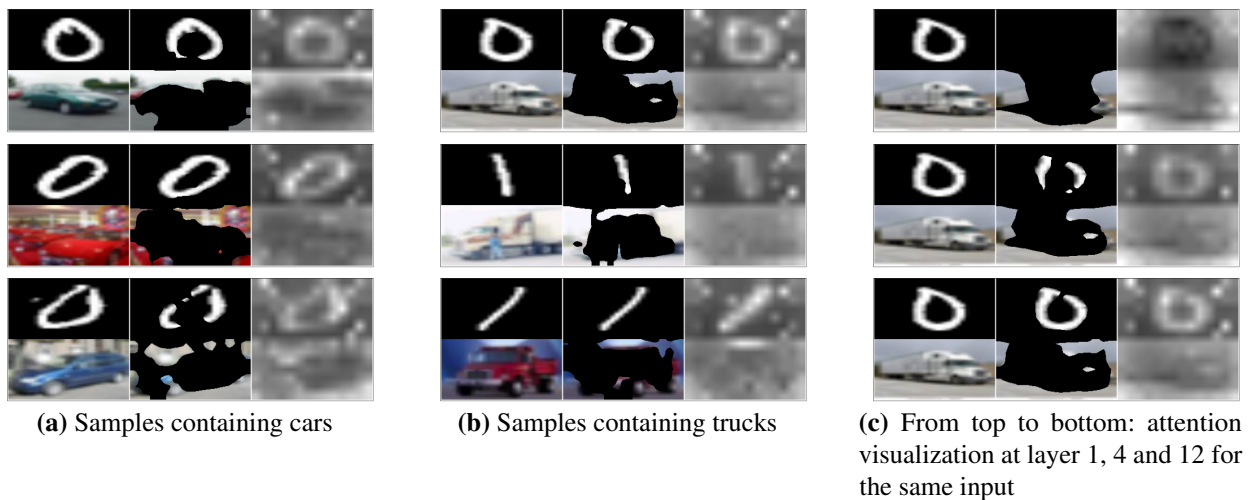 (a) Samples containing cars
(b) Samples containing trucks
(c) From top to bottom: attention
visualization at layer 1, 4 and 12 for
the same input